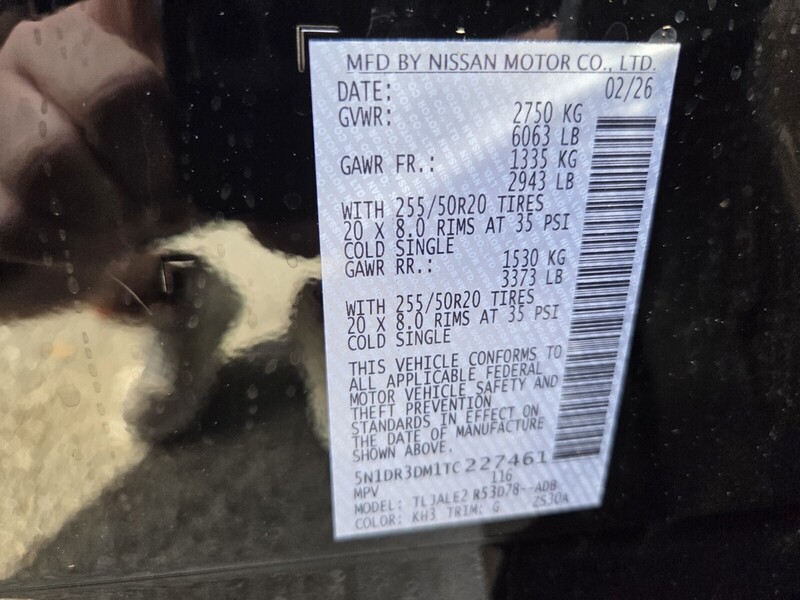 MFD BY NISSAN MOTOR CO., LTD.
DATE: 02/26
GVWR: 2750 KG
6063 LB
GAWR FR.: 1335 KG
2943 LB
WITH 255/50R20 TIRES
20 X 8.0 RIMS AT 35 PSI
COLD SINGLE
GAWR RR.: 1530 KG
3373 LB
WITH 255/50R20 TIRES
20 X 8.0 RIMS AT 35 PSI
COLD SINGLE
THIS VEHICLE CONFORMS TO
ALL APPLICABLE FEDERAL
MOTOR VEHICLE SAFETY AND
THEFT PREVENTION
STANDARDS IN EFFECT ON
THE DATE OF MANUFACTURE
SHOWN ABOVE.
5N1DR3DM1TC227461
MPV 116
MODEL: TLJALE2 R53D78--ADB
COLOR: KH3 TRIM: G 2530A